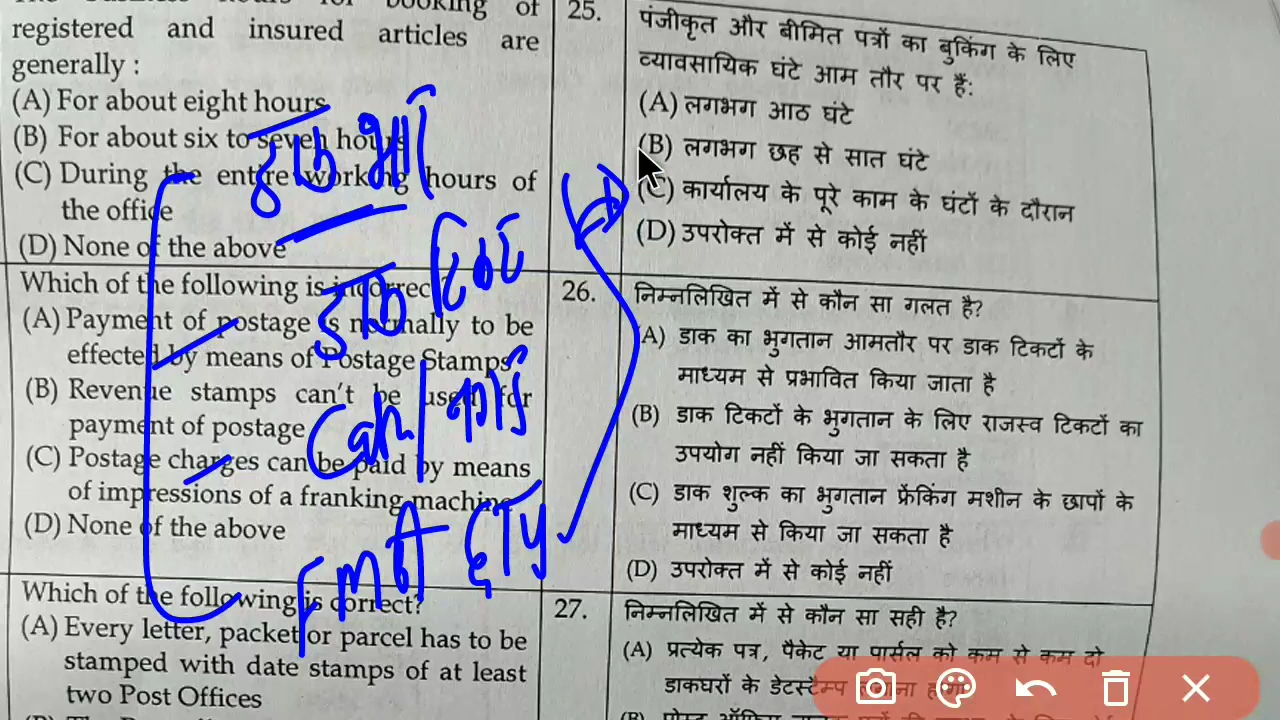 registered and insured articles are
generally :
(A) For about eight hours
(B) For about six to seven hours
(C) During the entire working hours of
the office
(D) None of the above
Which of the following is incorrect?
(A) Payment of postage is normally to be
effected by means of Postage Stamps
(B) Revenue stamps can't be used for
payment of postage
(C) Postage charges can be paid by means
of impressions of a franking machine
(D) None of the above
Which of the following is correct?
(A) Every letter, packet or parcel has to be
stamped with date stamps of at least
two Post Offices
25.
पंजीकृत और बीमित पत्रों का बुकिंग के लिए
व्यावसायिक घंटे आम तौर पर हैं:
(A) लगभग आठ घंटे
(B) लगभग छह से सात घंटे
(C) कार्यालय के पूरे काम के घंटों के दौरान
(D) उपरोक्त में से कोई नहीं
26.
निम्नलिखित में से कौन सा गलत है?
(A) डाक का भुगतान आमतौर पर डाक टिकटों के
माध्यम से प्रभावित किया जाता है
(B) डाक टिकटों के भुगतान के लिए राजस्व टिकटों का
उपयोग नहीं किया जा सकता है
(C) डाक शुल्क का भुगतान फ्रेंकिंग मशीन के छापों के
माध्यम से किया जा सकता है
(D) उपरोक्त में से कोई नहीं
27.
निम्नलिखित में से कौन सा सही है?
(A) प्रत्येक पत्र, पैकेट या पार्सल को कम से कम दो
डाकघरों के डेटस्टैम्प